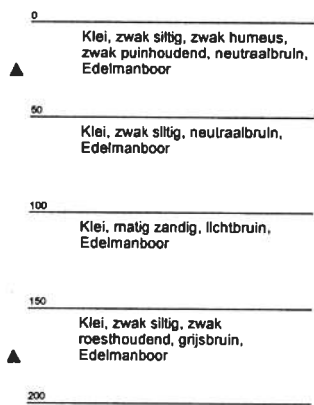 0
Klei, zwak siltig, zwak humeus,
zwak puinhoudend, neutraalbruin,
Edelmanboor
50
Klei, zwak siltig, neutraalbruin,
Edelmanboor
100
Klei, matig zandig, lichtbruin,
Edelmanboor
150
Klei, zwak siltig, zwak
roesthoudend, grijsbruin,
Edelmanboor
200